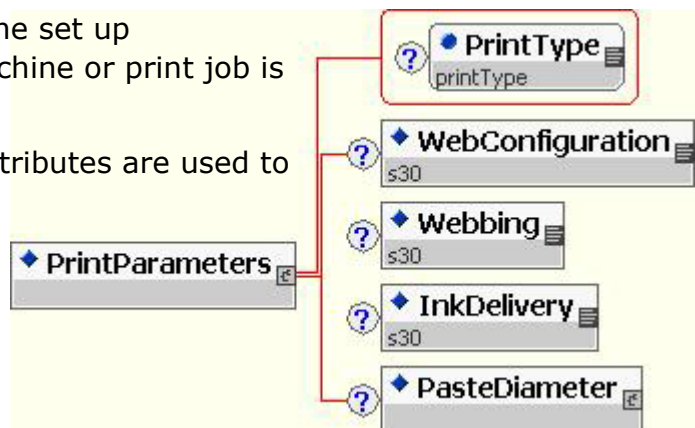 ne set up
chine or print job is
tributes are used to
PrintParameters
? PrintType
printType
? WebConfiguration
s30
? Webbing
s30
? InkDelivery
s30
? PasteDiameter